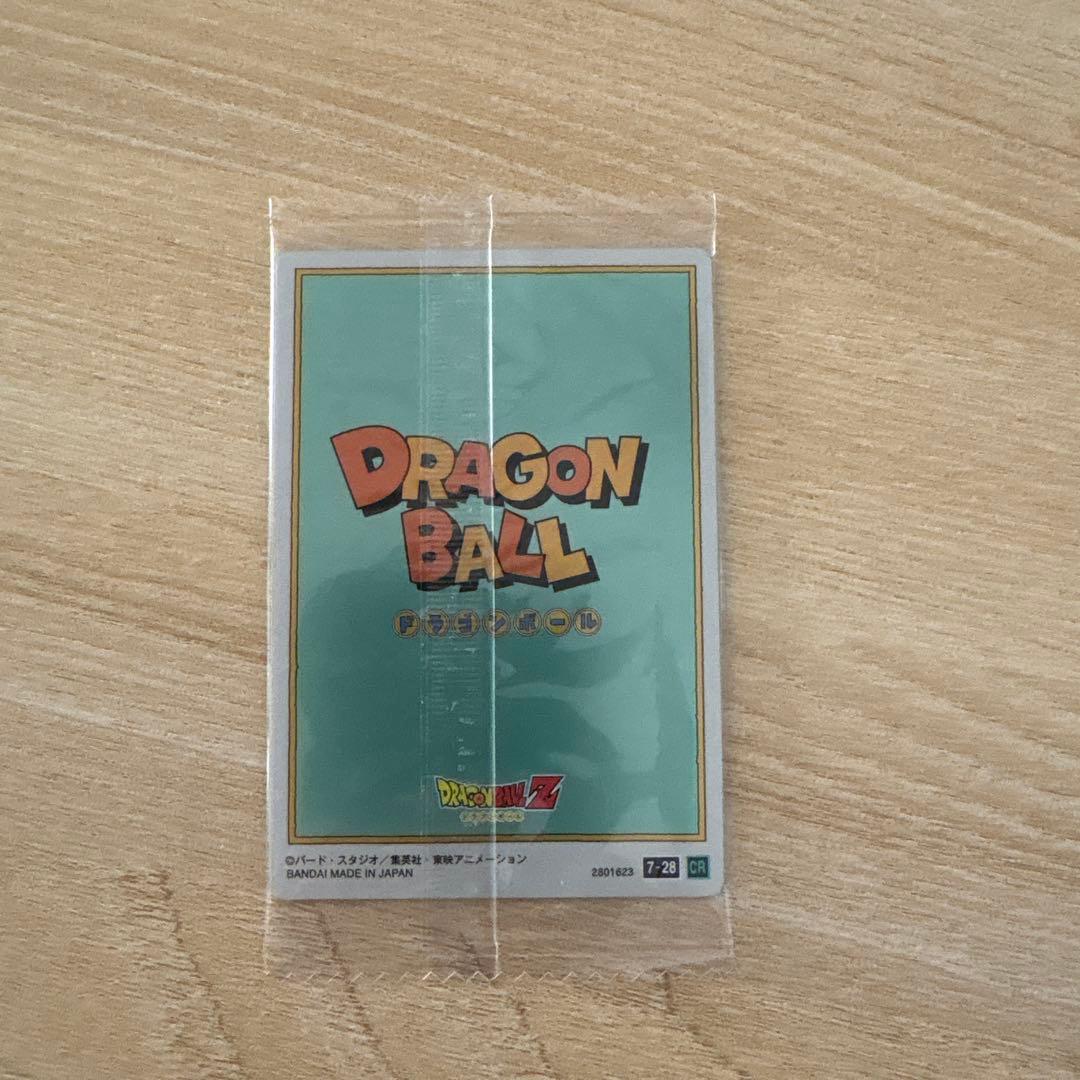 DRAGON
BALL
ドラゴンボール
DRAGON BALL Z
©バード・スタジオ/集英社・東映アニメーション
BANDAI MADE IN JAPAN
2801623 7-28 CR